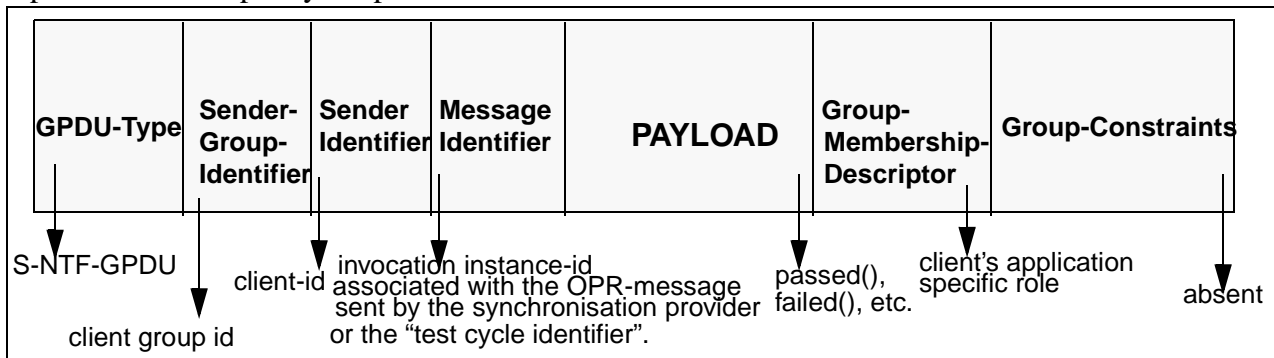 GPDU-Type
Sender-
Group-
Identifier
Sender
Identifier
Message
Identifier
PAYLOAD
Group-
Membership-
Descriptor
Group-Constraints
S-NTF-GPDU
client group id
client-id
invocation instance-id
associated with the OPR-message
sent by the synchronisation provider
or the “test cycle identifier”.
passed(),
failed(), etc.
client’s application
specific role
absent